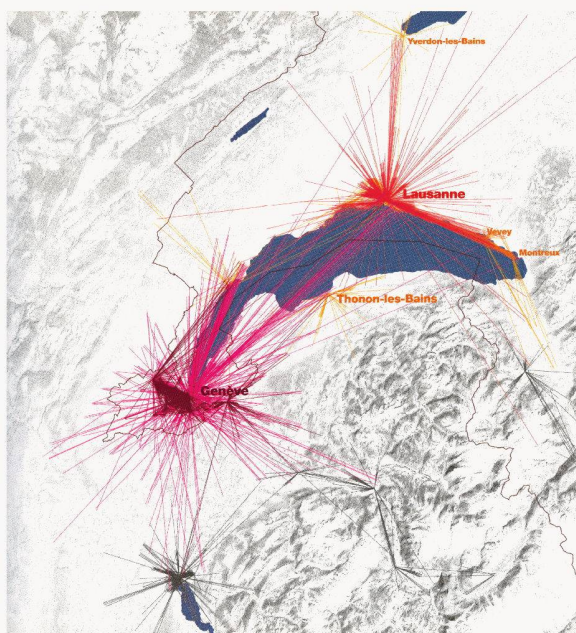 Yverdon-les-Bains
Lausanne
Vevey
Montreux
Thonon-les-Bains
Genève